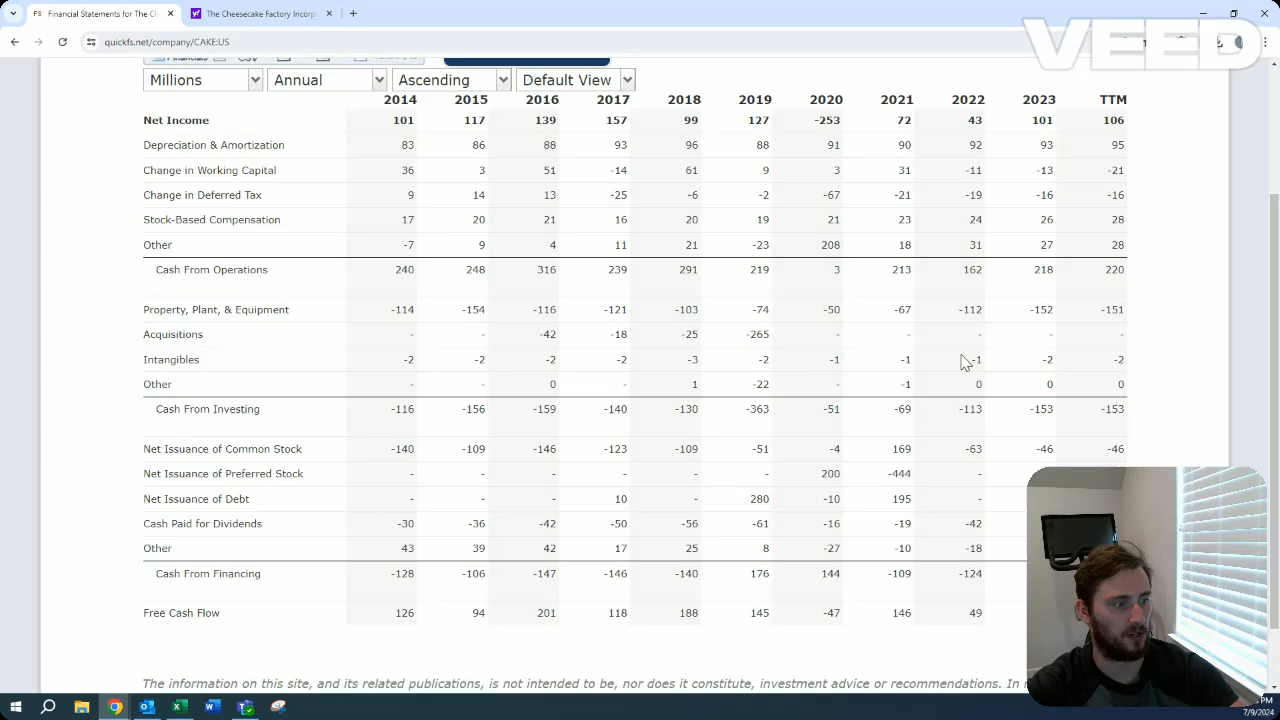 Financial Statements for The Ch
The Cheesecake Factory Incorp
VEED
quickfs.net/company/CAKE:US
Millions Annual Ascending Default View
2014 2015 2016 2017 2018 2019 2020 2021 2022 2023 TTM
Net Income 101 117 139 157 99 127 -253 72 43 101 106
Depreciation & Amortization 83 86 88 93 96 88 91 90 92 93 95
Change in Working Capital 36 3 51 -14 61 9 3 31 -11 -13 -21
Change in Deferred Tax 9 14 13 -25 -6 -2 -67 -21 -19 -16 -16
Stock-Based Compensation 17 20 21 16 20 19 21 23 24 26 28
Other -7 9 4 11 21 -23 208 18 31 27 28
Cash From Operations 240 248 316 239 291 219 3 213 162 218 220
Property, Plant, & Equipment -114 -154 -116 -121 -103 -74 -50 -67 -112 -152 -151
Acquisitions - - -42 -18 -25 -265 - - - - -
Intangibles -2 -2 -2 -2 -3 -2 -1 -1 -1 -2 -2
Other - - 0 - 1 -22 - -1 0 0 0
Cash From Investing -116 -156 -159 -140 -130 -363 -51 -69 -113 -153 -153
Net Issuance of Common Stock -140 -109 -146 -123 -109 -51 -4 169 -63 -46 -46
Net Issuance of Preferred Stock - - - - - - 200 -444 -
Net Issuance of Debt - - - 10 - 280 -10 195 -
Cash Paid for Dividends -30 -36 -42 -50 -56 -61 -16 -19 -42
Other 43 39 42 17 25 8 -27 -10 -18
Cash From Financing -128 -106 -147 -146 -140 176 144 -109 -124
Free Cash Flow 126 94 201 118 188 145 -47 146 49
The information on this site, and its related publications, is not intended to be, nor does it constitute, investment advice or recommendations. In
PM
7/9/2024